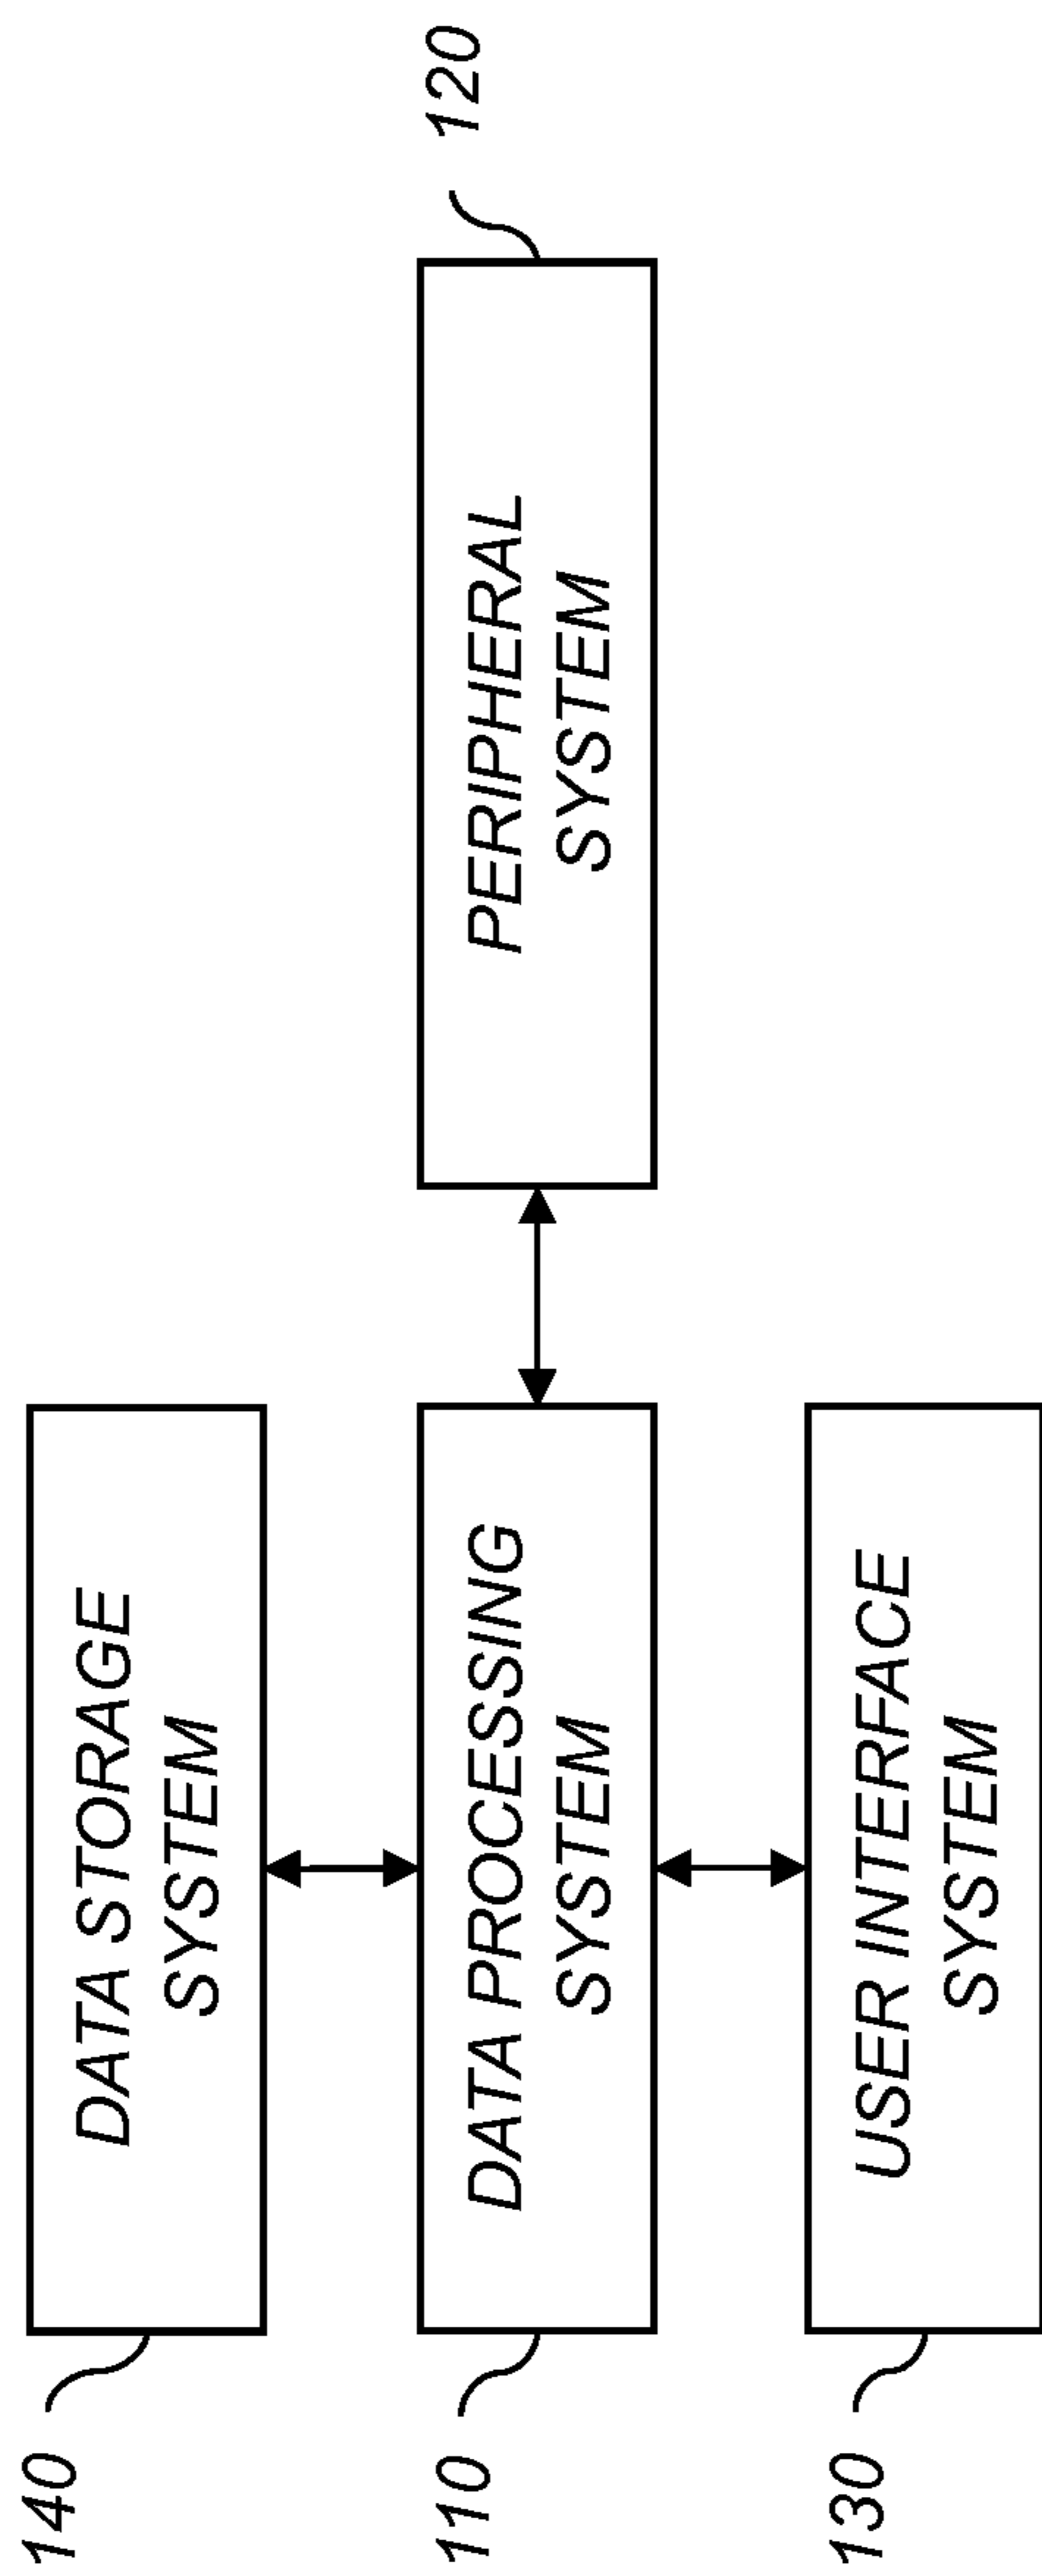 140
DATA STORAGE
SYSTEM
110
DATA PROCESSING
SYSTEM
PERIPHERAL
SYSTEM
120
130
USER INTERFACE
SYSTEM